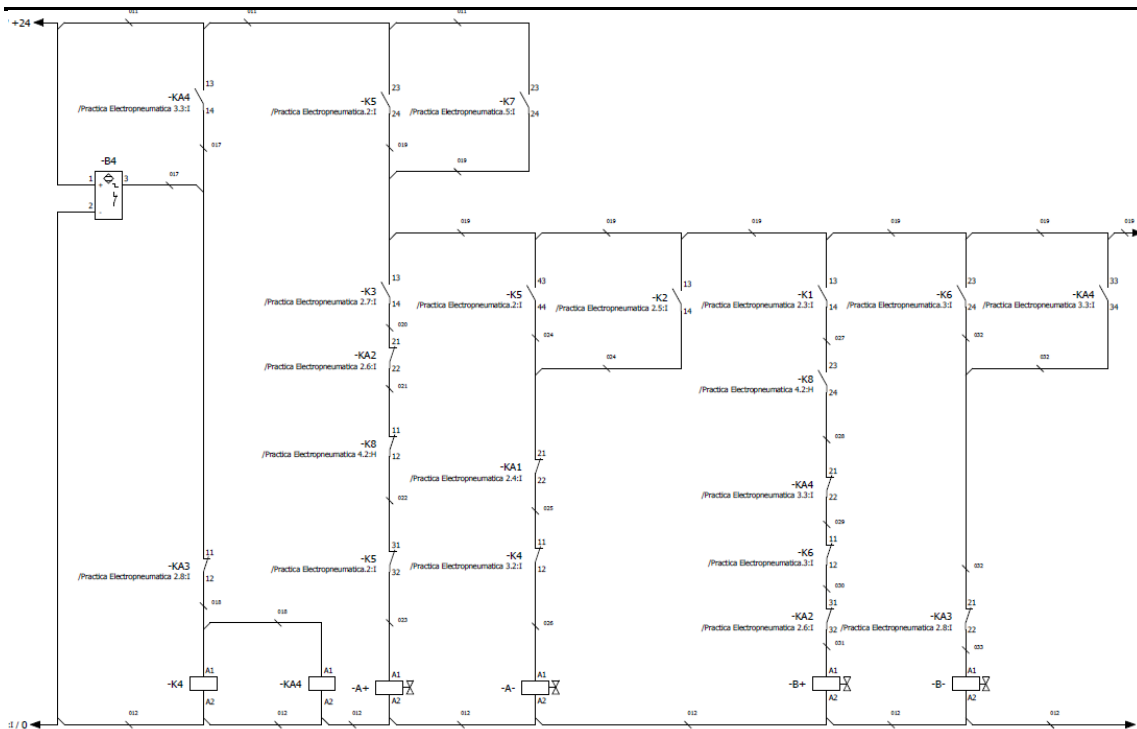 011
011
011
/ +24
13
-KA4
/Practica Electropneumatica 3.3:I
14
23
-K5
/Practica Electropneumatica.2:I
24
23
-K7
/Practica Electropneumatica.5:I
24
017
019
-B4
1
+
3
017
019
2
-
019
019
019
019
019
019
13
-K3
/Practica Electropneumatica 2.7:I
14
43
-K5
/Practica Electropneumatica.2:I
44
13
-K2
/Practica Electropneumatica 2.5:I
14
13
-K1
/Practica Electropneumatica 2.3:I
14
23
-K6
/Practica Electropneumatica.3:I
24
33
-KA4
/Practica Electropneumatica 3.3:I
34
020
024
027
032
21
-KA2
/Practica Electropneumatica 2.6:I
22
024
032
021
23
-K8
/Practica Electropneumatica 4.2:H
24
11
-K8
/Practica Electropneumatica 4.2:H
12
028
21
-KA1
/Practica Electropneumatica 2.4:I
22
21
-KA4
/Practica Electropneumatica 3.3:I
22
022
025
029
11
-KA3
/Practica Electropneumatica 2.8:I
12
31
-K5
/Practica Electropneumatica.2:I
32
11
-K4
/Practica Electropneumatica 3.2:I
12
11
-K6
/Practica Electropneumatica.3:I
12
032
030
018
018
023
026
31
-KA2
/Practica Electropneumatica 2.6:I
32
21
-KA3
/Practica Electropneumatica 2.8:I
22
031
033
A1
-K4
A2
A1
-KA4
A2
A1
-A+
A2
A1
-A-
A2
A1
-B+
A2
A1
-B-
A2
:I / 0
012
012
012
012
012
012
012